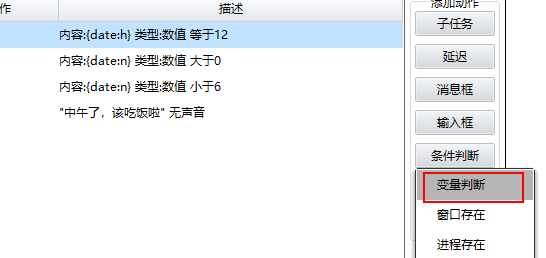 作 描述 添加动作
内容:{date:h} 类型:数值 等于12
内容:{date:n} 类型:数值 大于0
内容:{date:n} 类型:数值 小于6
"中午了，该吃饭啦" 无声音
子任务
延迟
消息框
输入框
条件判断
变量判断
窗口存在
进程存在